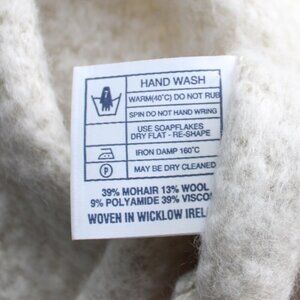 HAND WASH
WARM(40°C) DO NOT RUB
SPIN DO NOT HAND WRING
USE SOAPFLAKES
DRY FLAT - RE-SHAPE
IRON DAMP 160°C
P MAY BE DRY CLEANED
39% MOHAIR 13% WOOL
9% POLYAMIDE 39% VISCO
WOVEN IN WICKLOW IREL